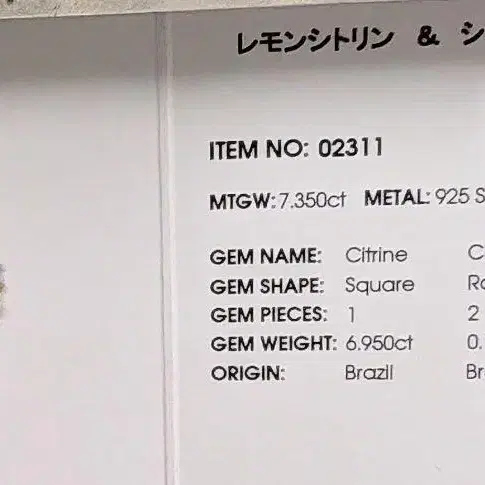 レモンシトリン & シ
ITEM NO: 02311
MTGW: 7.350ct METAL: 925 S
GEM NAME: Citrine C
GEM SHAPE: Square Ro
GEM PIECES: 1 2
GEM WEIGHT: 6.950ct 0.
ORIGIN: Brazil Br